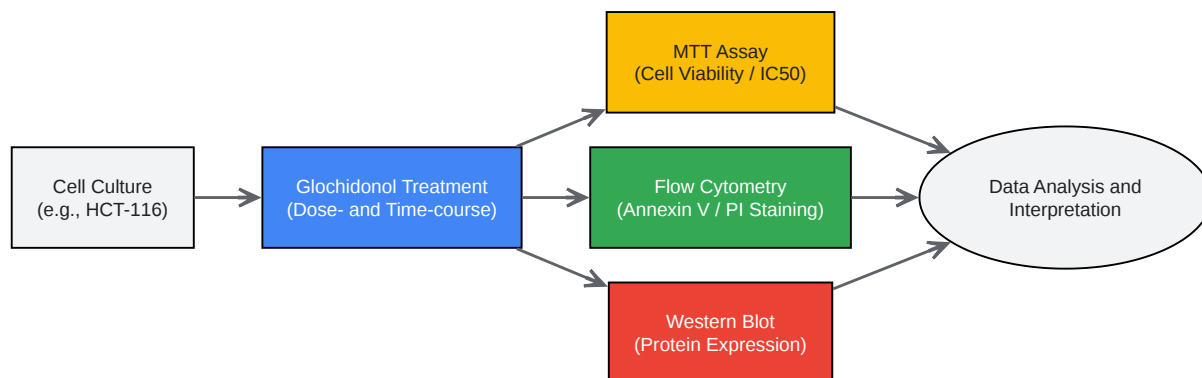 MTT Assay
(Cell Viability / IC50)
Cell Culture
(e.g., HCT-116)
Glochidonol Treatment
(Dose- and Time-course)
Flow Cytometry
(Annexin V / PI Staining)
Data Analysis and
Interpretation
Western Blot
(Protein Expression)